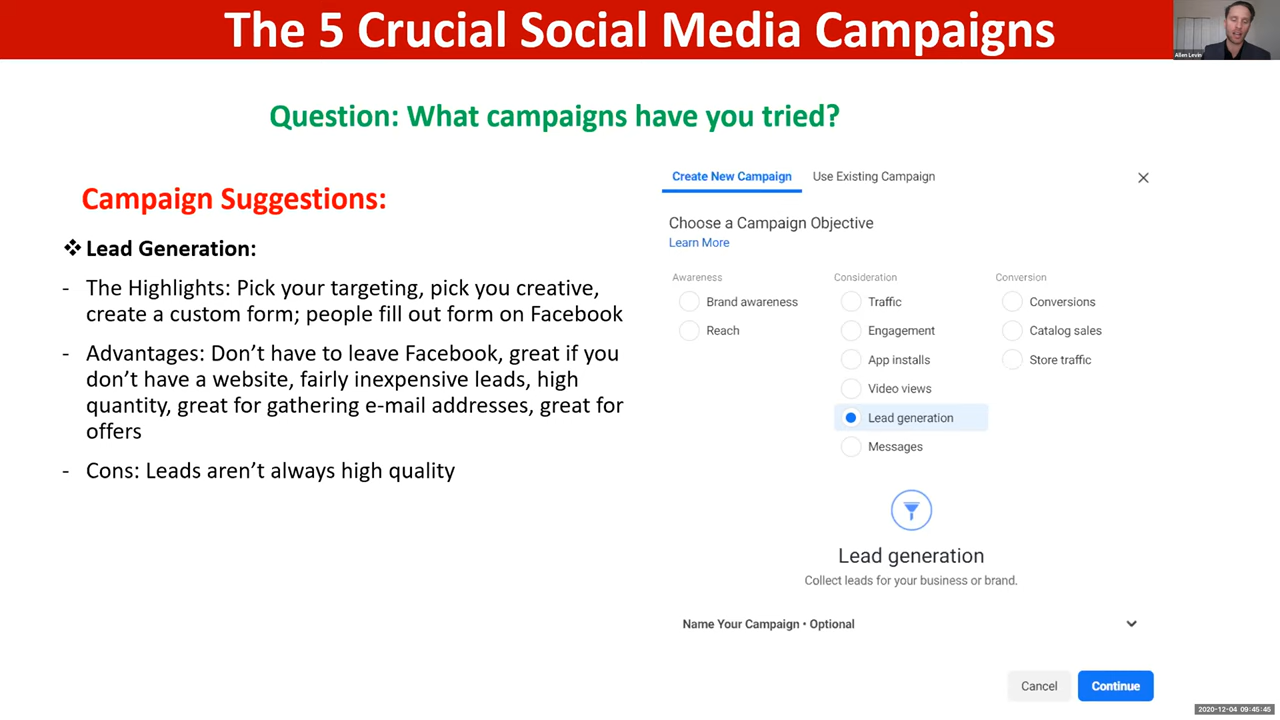 The 5 Crucial Social Media Campaigns
Allen Levin
Question: What campaigns have you tried?
Campaign Suggestions:
❖ Lead Generation:
- The Highlights: Pick your targeting, pick you creative,
create a custom form; people fill out form on Facebook
- Advantages: Don’t have to leave Facebook, great if you
don’t have a website, fairly inexpensive leads, high
quantity, great for gathering e-mail addresses, great for
offers
- Cons: Leads aren’t always high quality
Create New Campaign
Use Existing Campaign
Choose a Campaign Objective
Learn More
Awareness
Brand awareness
Reach
Consideration
Traffic
Engagement
App installs
Video views
Lead generation
Messages
Conversion
Conversions
Catalog sales
Store traffic
Lead generation
Collect leads for your business or brand.
Name Your Campaign • Optional
Cancel
Continue
2020-12-04 09:45:45